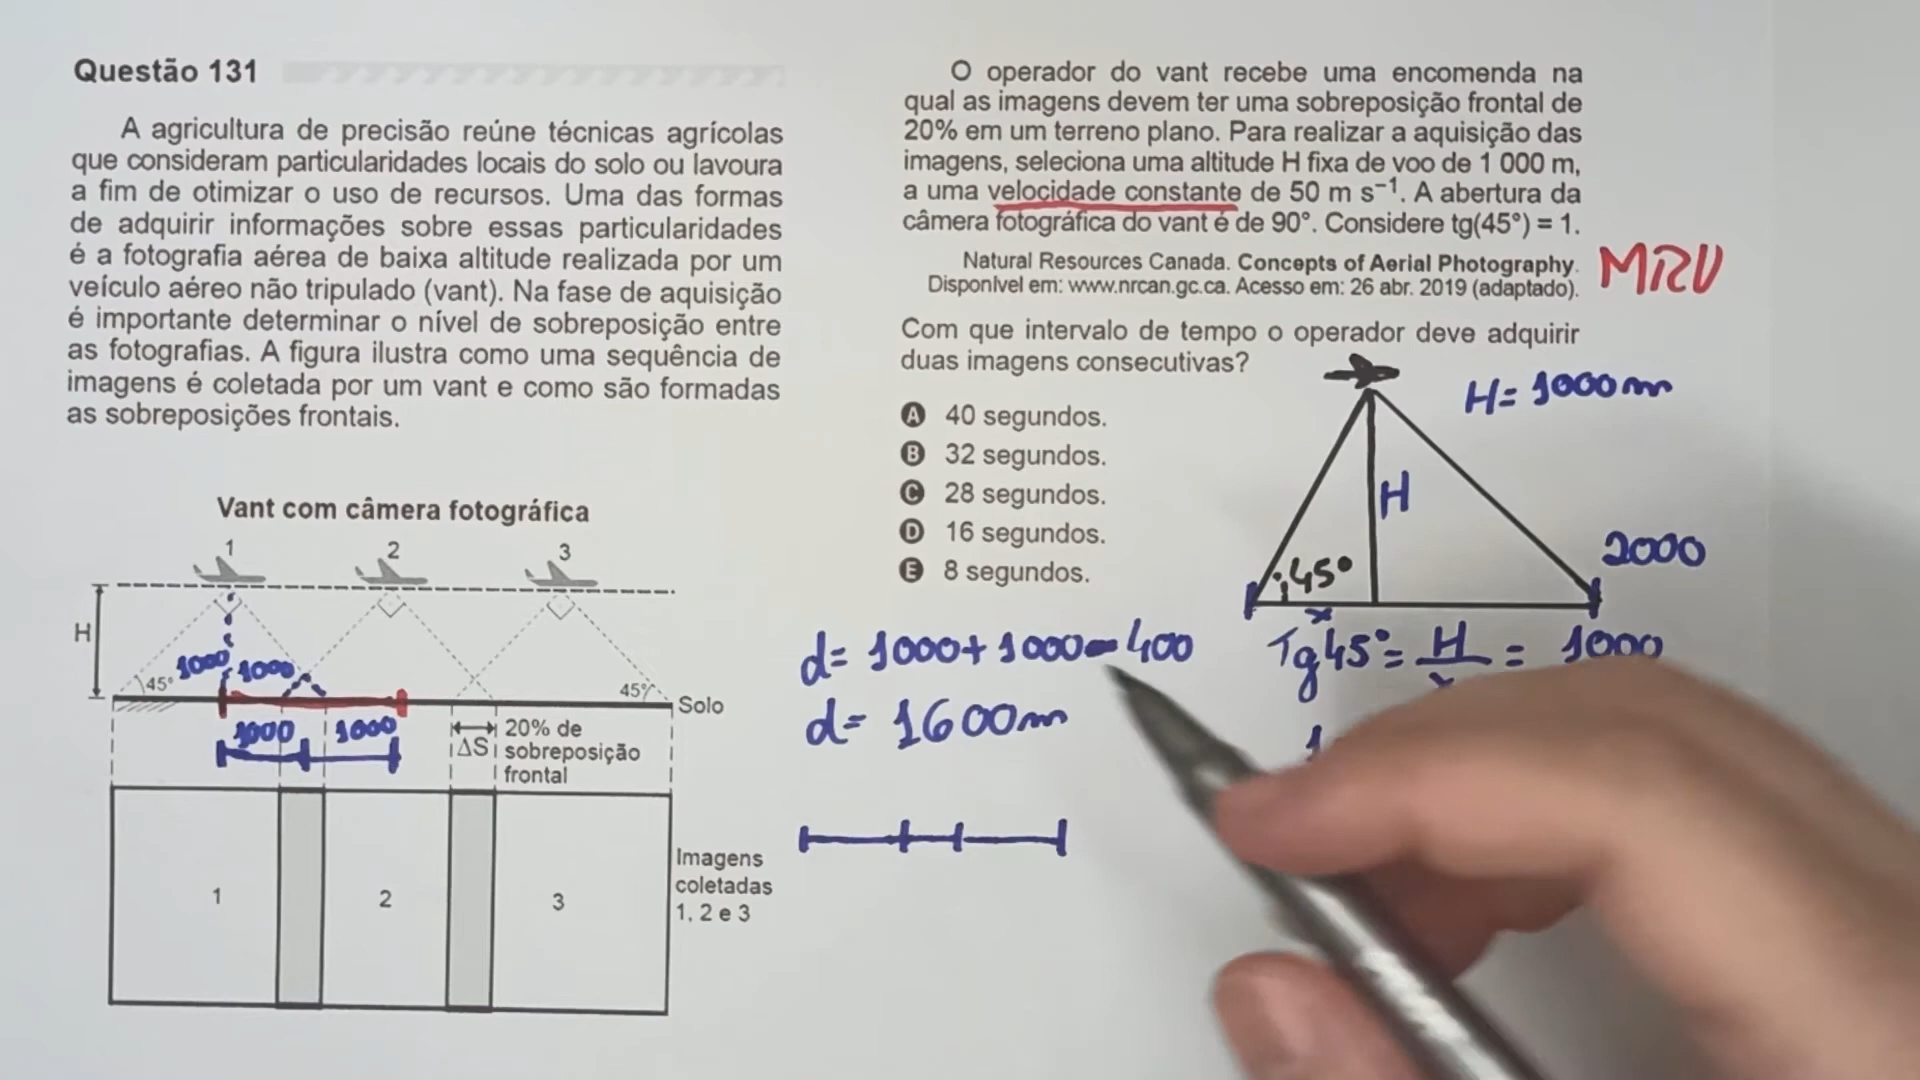 Questão 131
A agricultura de precisão reúne técnicas agrícolas
que consideram particularidades locais do solo ou lavoura
a fim de otimizar o uso de recursos. Uma das formas
de adquirir informações sobre essas particularidades
é a fotografia aérea de baixa altitude realizada por um
veículo aéreo não tripulado (vant). Na fase de aquisição
é importante determinar o nível de sobreposição entre
as fotografias. A figura ilustra como uma sequência de
imagens é coletada por um vant e como são formadas
as sobreposições frontais.
Vant com câmera fotográfica
1 2 3
H
1000 1000
45° 45°
Solo
1000 1000
ΔS 20% de
sobreposição
frontal
1 2 3
Imagens
coletadas
1, 2 e 3
O operador do vant recebe uma encomenda na
qual as imagens devem ter uma sobreposição frontal de
20% em um terreno plano. Para realizar a aquisição das
imagens, seleciona uma altitude H fixa de voo de 1 000 m,
a uma velocidade constante de 50 m s⁻¹. A abertura da
câmera fotográfica do vant é de 90°. Considere tg(45°) = 1.
Natural Resources Canada. Concepts of Aerial Photography.
Disponível em: www.nrcan.gc.ca. Acesso em: 26 abr. 2019 (adaptado).
MRU
Com que intervalo de tempo o operador deve adquirir
duas imagens consecutivas?
A 40 segundos.
B 32 segundos.
C 28 segundos.
D 16 segundos.
E 8 segundos.
H= 1000m
H
45°
2000
x
Tg45°= H/x = 1000
1
d= 1000+1000-400
d= 1600m